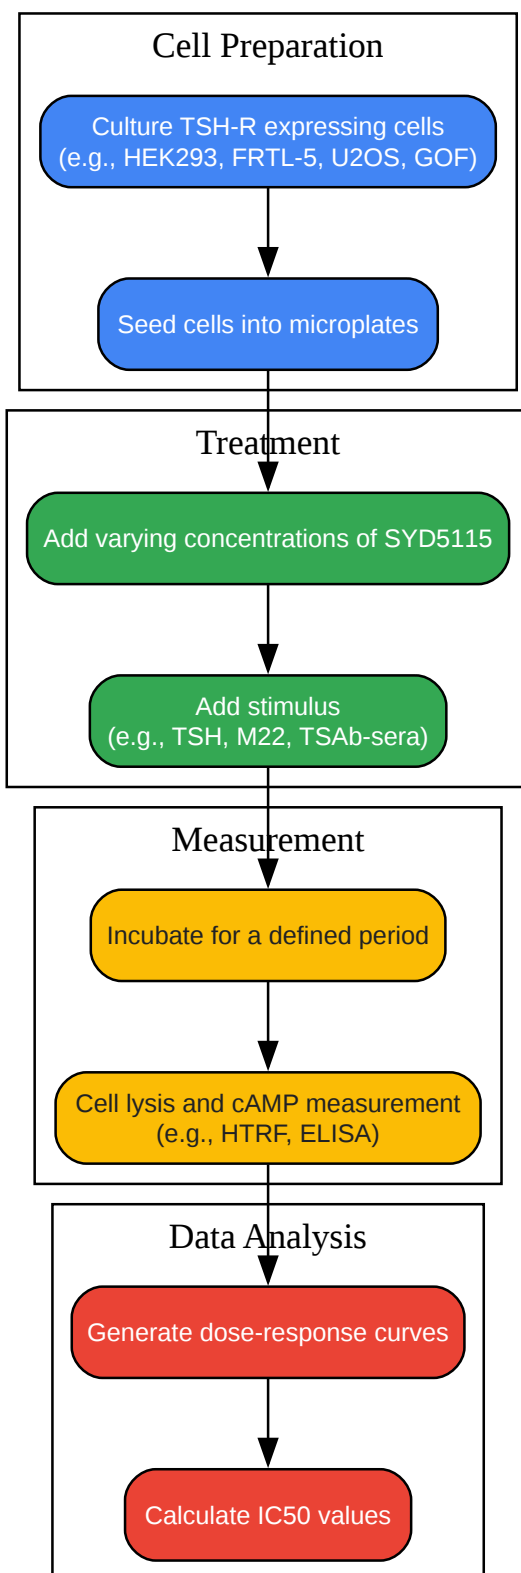 Cell Preparation
Culture TSH-R expressing cells
(e.g., HEK293, FRTL-5, U2OS, GOF)
Seed cells into microplates
Treatment
Add varying concentrations of SYD5115
Add stimulus
(e.g., TSH, M22, TSAb-sera)
Measurement
Incubate for a defined period
Cell lysis and cAMP measurement
(e.g., HTRF, ELISA)
Data Analysis
Generate dose-response curves
Calculate IC50 values